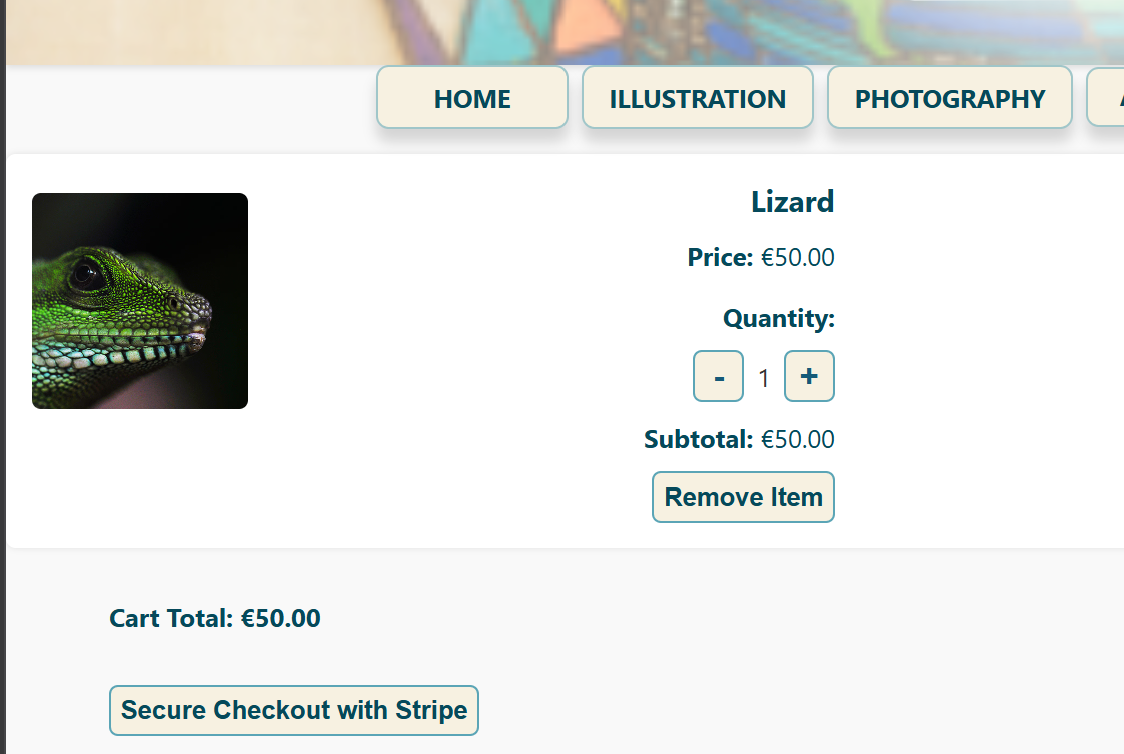 HOME ILLUSTRATION PHOTOGRAPHY
Lizard
Price: €50.00
Quantity:
- 1 +
Subtotal: €50.00
Remove Item
Cart Total: €50.00
Secure Checkout with Stripe